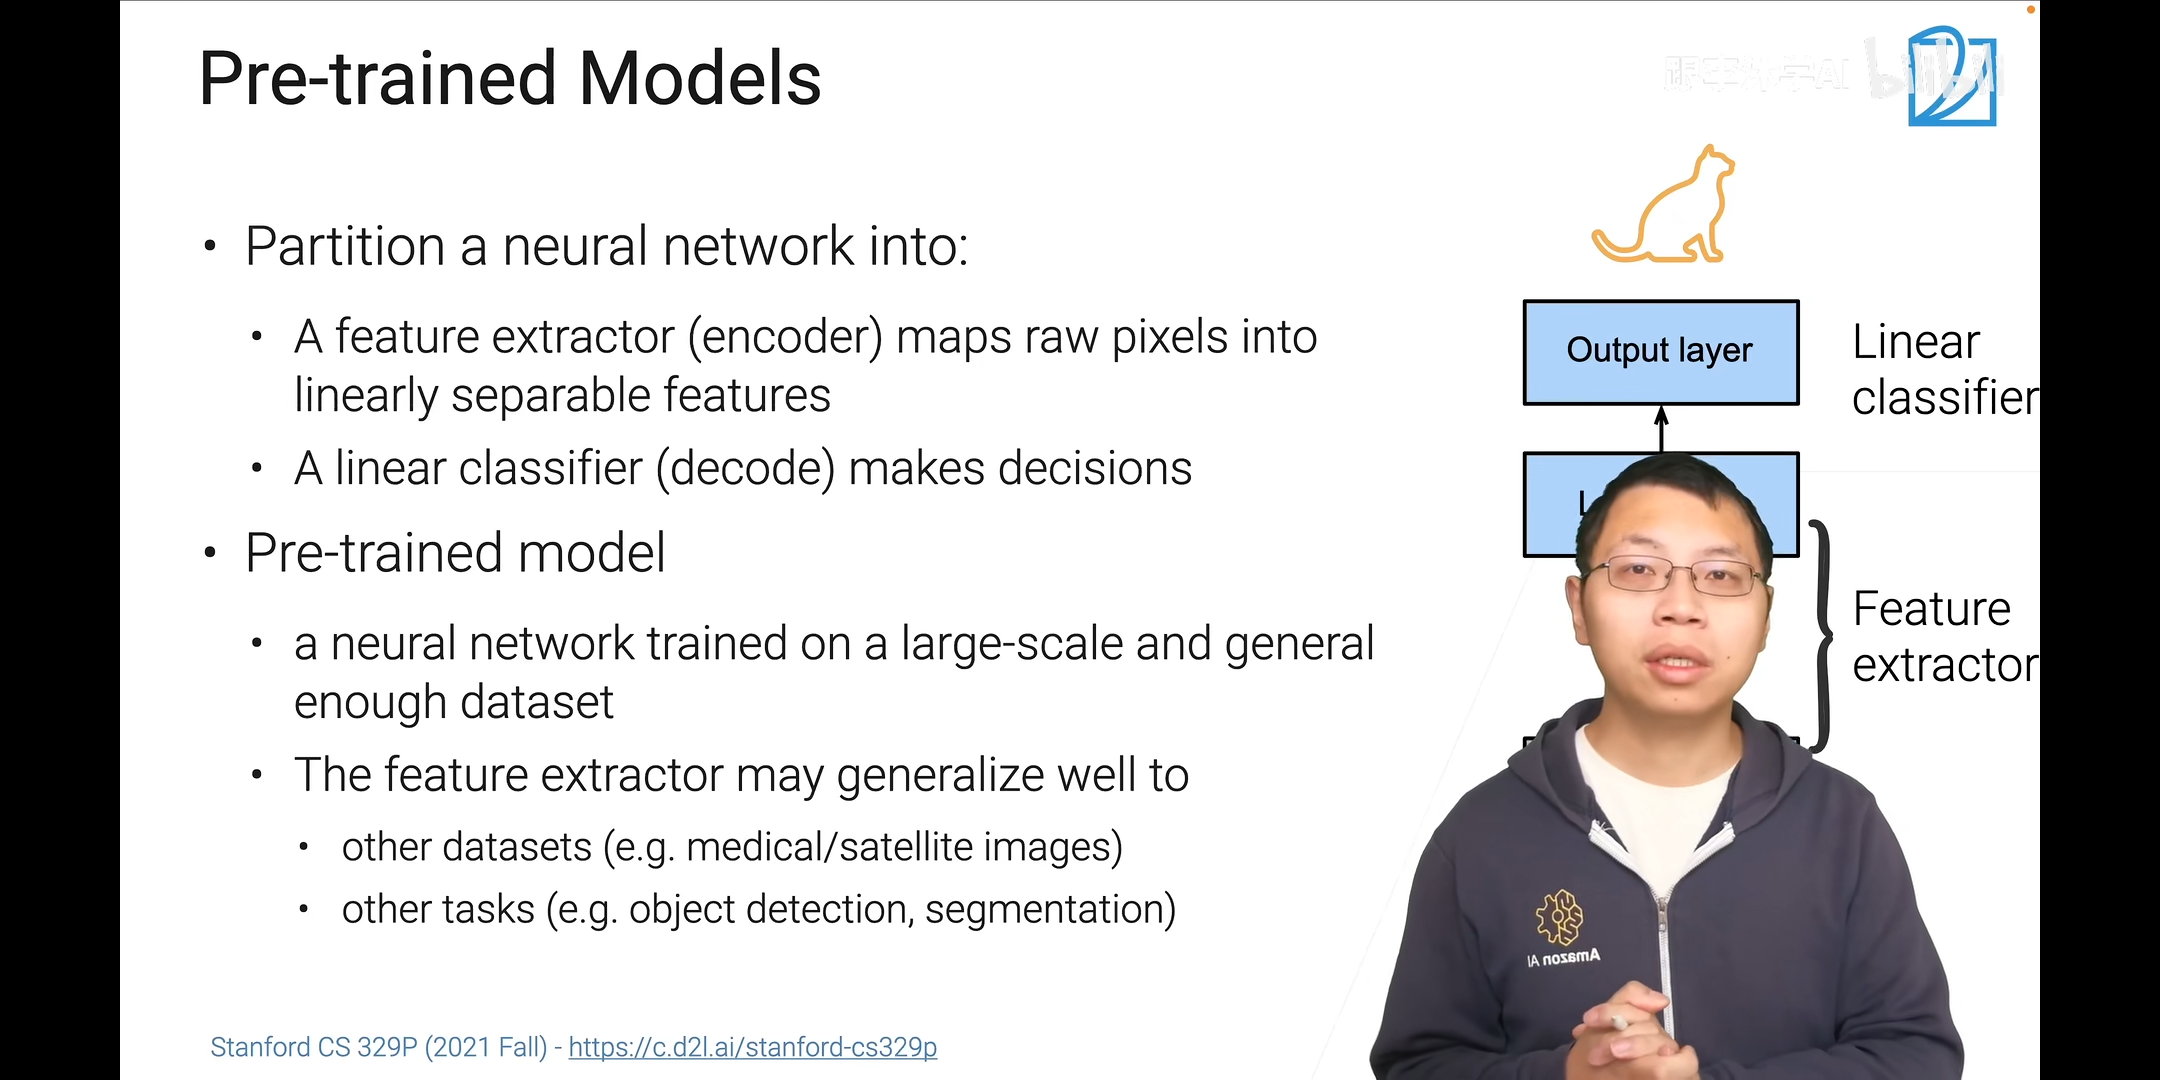 Pre-trained Models
跟李沐学AI bilibili
• Partition a neural network into:
• A feature extractor (encoder) maps raw pixels into
linearly separable features
• A linear classifier (decode) makes decisions
• Pre-trained model
• a neural network trained on a large-scale and general
enough dataset
• The feature extractor may generalize well to
• other datasets (e.g. medical/satellite images)
• other tasks (e.g. object detection, segmentation)
Output layer
Linear
classifier
L
Feature
extractor
Amazon AI
Stanford CS 329P (2021 Fall) - https://c.d2l.ai/stanford-cs329p